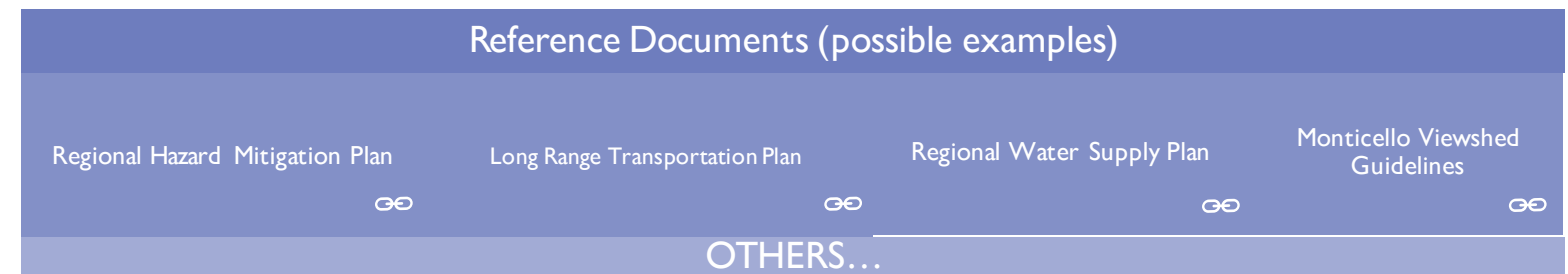 Reference Documents (possible examples)
Regional Hazard Mitigation Plan
Long Range Transportation Plan
Regional Water Supply Plan
Monticello Viewshed
Guidelines
OTHERS…